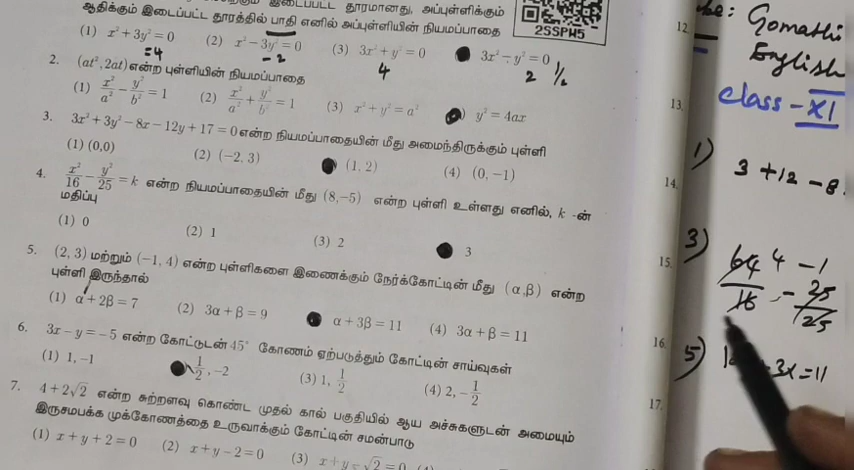 ஆதிக்கும் இடைப்பட்ட தூரத்தில் பாதி எனில் அப்புள்ளியின் நியமப்பாதை
2SSPW5
(1) x² + 3y² = 0 (2) x² − 3y² = 0 (3) 3x² + y² = 0 3x² − y² = 0
=4 −2 4 2 ½
2. (at², 2at) என்ற புள்ளியின் நியமப்பாதை
(1) x²/a² − y²/b² = 1 (2) x²/a² + y²/b² = 1 (3) x² + y² = a² y² = 4ax
3. 3x² + 3y² − 8x − 12y + 17 = 0 என்ற நியமப்பாதையின் மீது அமைந்திருக்கும் புள்ளி
(1) (0,0) (2) (−2, 3) (1, 2) (4) (0, −1)
4. x²/16 − y²/25 = k என்ற நியமப்பாதையின் மீது (8,−5) என்ற புள்ளி உள்ளது எனில், k -ன்
மதிப்பு
(1) 0 (2) 1 (3) 2 3
5. (2, 3) மற்றும் (−1, 4) என்ற புள்ளிகளை இணைக்கும் நேர்க்கோட்டின் மீது (α,β) என்ற
புள்ளி இருந்தால்
(1) α + 2β = 7 (2) 3α + β = 9 α + 3β = 11 (4) 3α + β = 11
6. 3x − y = −5 என்ற கோட்டுடன் 45° கோணம் ஏற்படுத்தும் கோட்டின் சாய்வுகள்
(1) 1, −1 1/2, −2 (3) 1, 1/2 (4) 2, −1/2
7. 4 + 2√2 என்ற சுற்றளவு கொண்ட முதல் கால் பகுதியில் ஆய அச்சுகளுடன் அமையும்
இருசமபக்க முக்கோணத்தை உருவாக்கும் கோட்டின் சமன்பாடு
(1) x + y + 2 = 0 (2) x + y − 2 = 0 (3) x + y − √2 = 0 (4)
12.
13.
14.
15.
16.
17.
Gomathi
English
Class - XI
1) 3 + 12 − 8
3) 64/16 4 − 25/25 − 1
5) 3x = 11